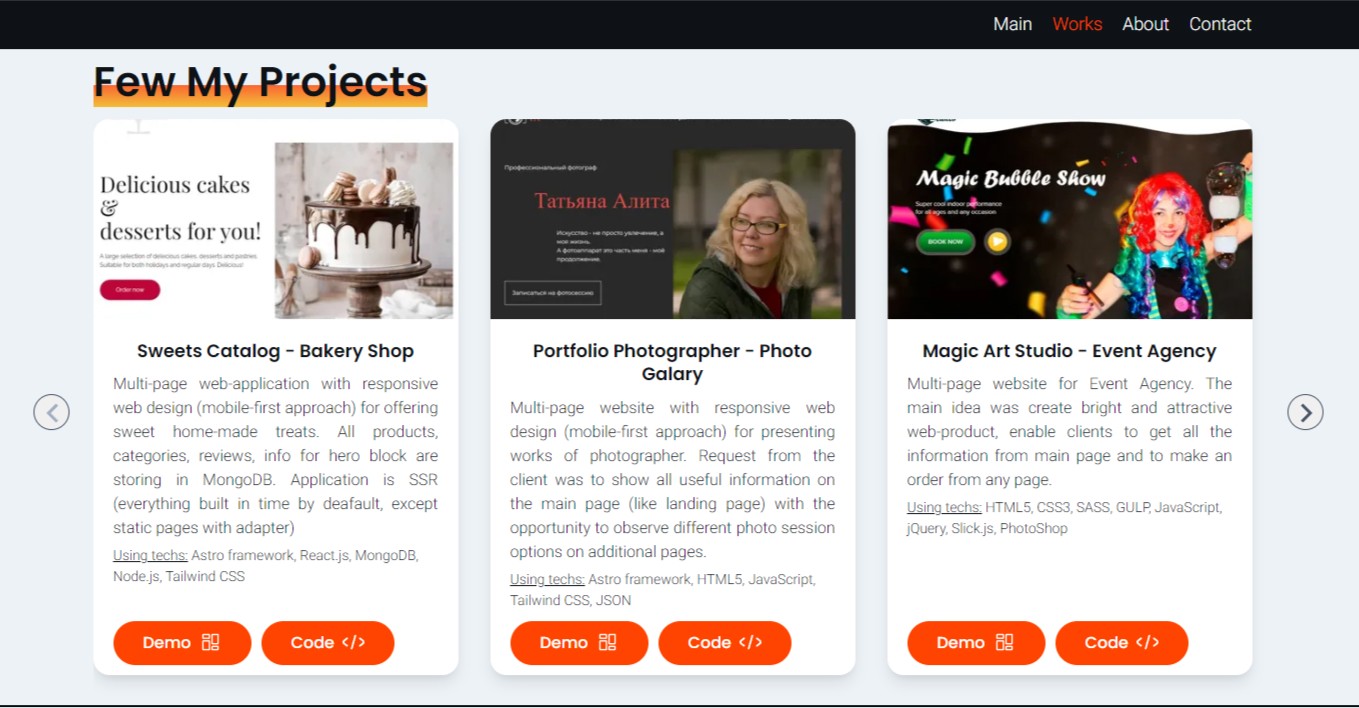 Main Works About Contact
Few My Projects
Delicious cakes
&
desserts for you!
A large selection of delecious cakes, desserts and pastries.
Suitable for both holidays and regular days. Delicious!
Order now
Sweets Catalog - Bakery Shop
Multi-page web-application with responsive
web design (mobile-first approach) for offering
sweet home-made treats. All products,
categories, reviews, info for hero block are
storing in MongoDB. Application is SSR
(everything built in time by deafault, except
static pages with adapter)
Using techs: Astro framework, React.js, MongoDB,
Node.js, Tailwind CSS
Demo
Code </>
Профессиональный фотограф
Татьяна Алита
Искусство - не просто увлечение, а
моя жизнь.
А фотоаппарат это часть меня - моё
продолжение.
Записаться на фотосессию
Portfolio Photographer - Photo
Galary
Multi-page website with responsive web
design (mobile-first approach) for presenting
works of photographer. Request from the
client was to show all useful information on
the main page (like landing page) with the
opportunity to observe different photo session
options on additional pages.
Using techs: Astro framework, HTML5, JavaScript,
Tailwind CSS, JSON
Demo
Code </>
Magic Bubble Show
Super cool indoor performance
for all ages and any occasion
BOOK NOW
Magic Art Studio - Event Agency
Multi-page website for Event Agency. The
main idea was create bright and attractive
web-product, enable clients to get all the
information from main page and to make an
order from any page.
Using techs: HTML5, CSS3, SASS, GULP, JavaScript,
jQuery, Slick.js, PhotoShop
Demo
Code </>